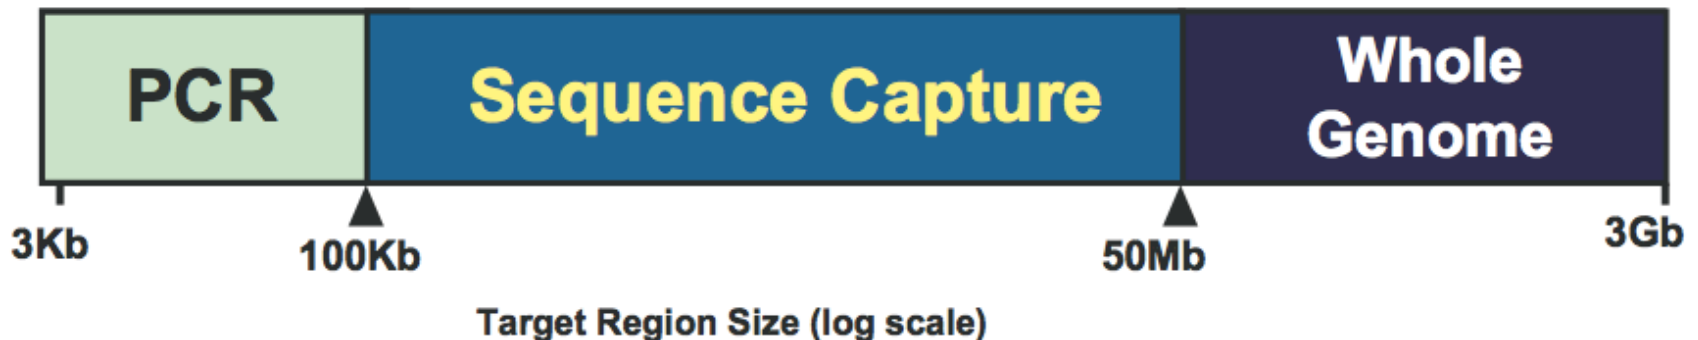 PCR
Sequence Capture
Whole
Genome
3Kb
100Kb
50Mb
3Gb
Target Region Size (log scale)